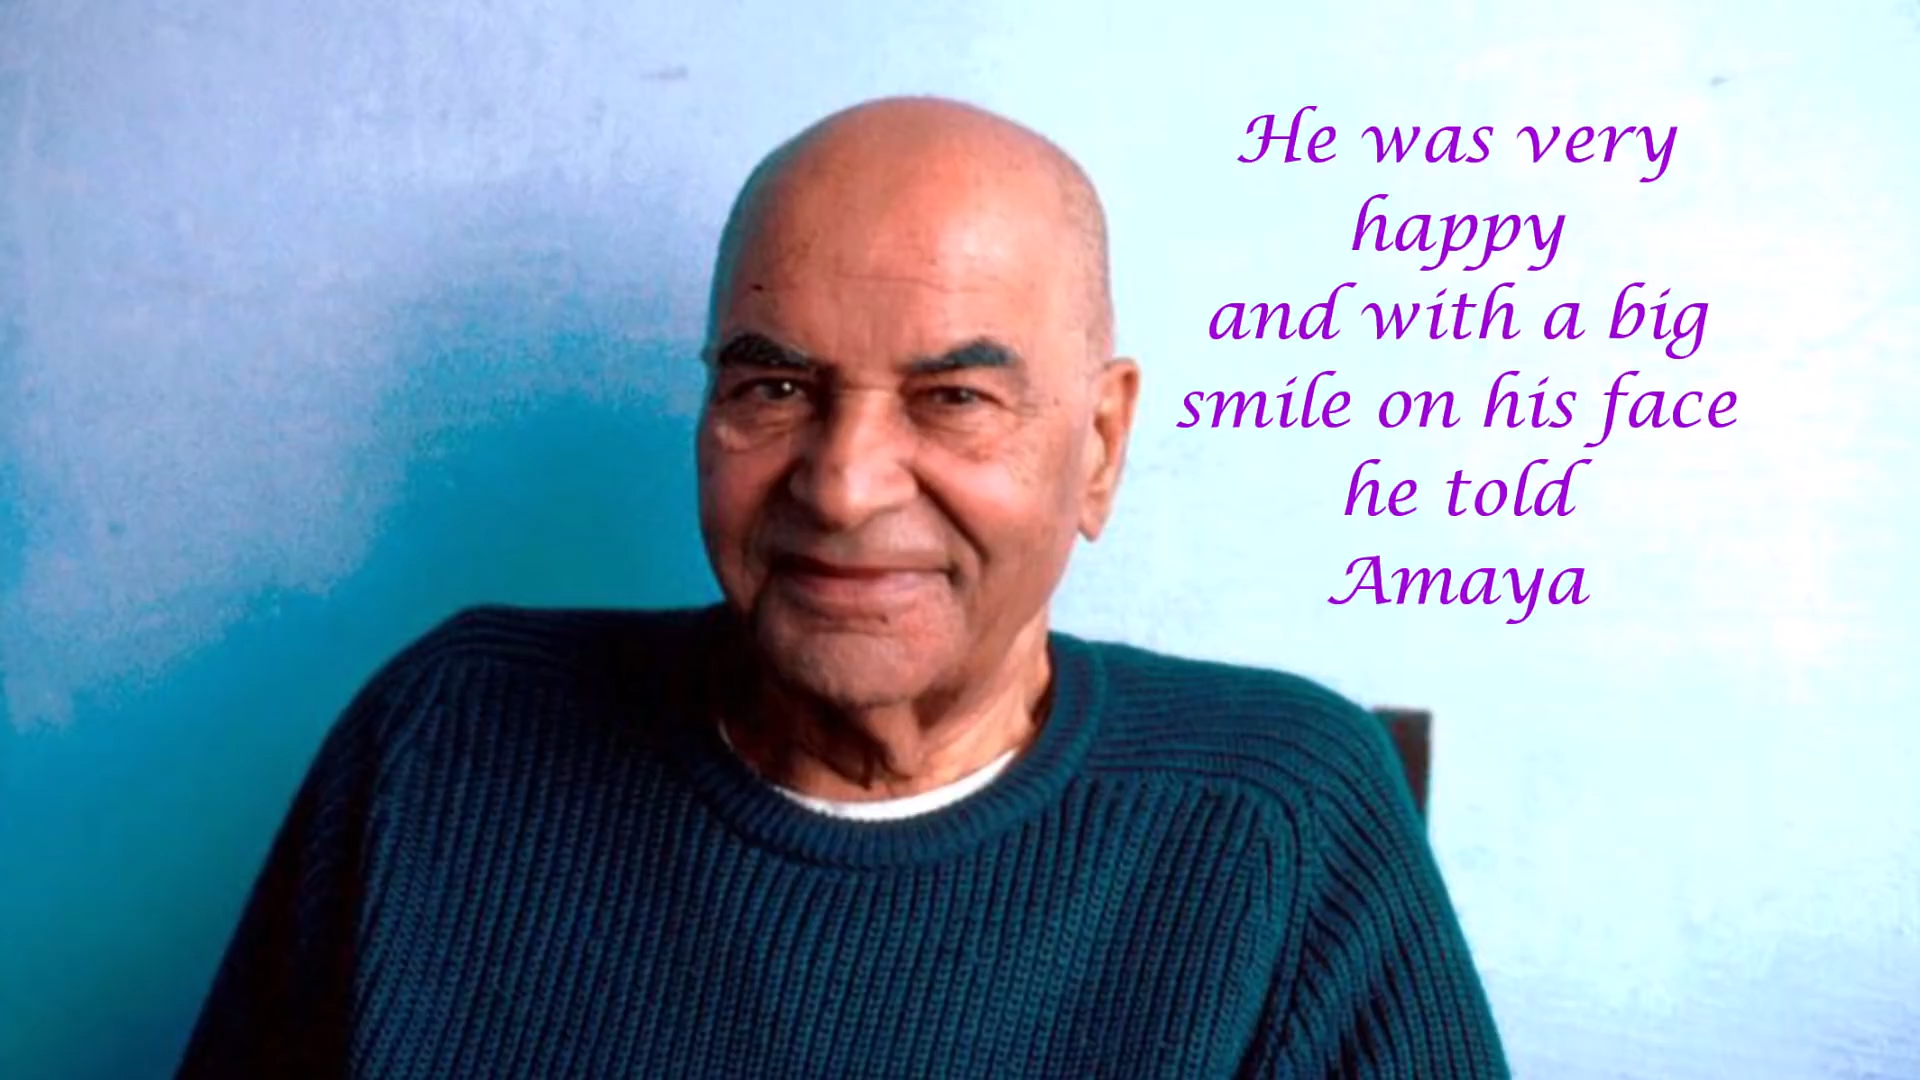 He was very
happy
and with a big
smile on his face
he told
Amaya